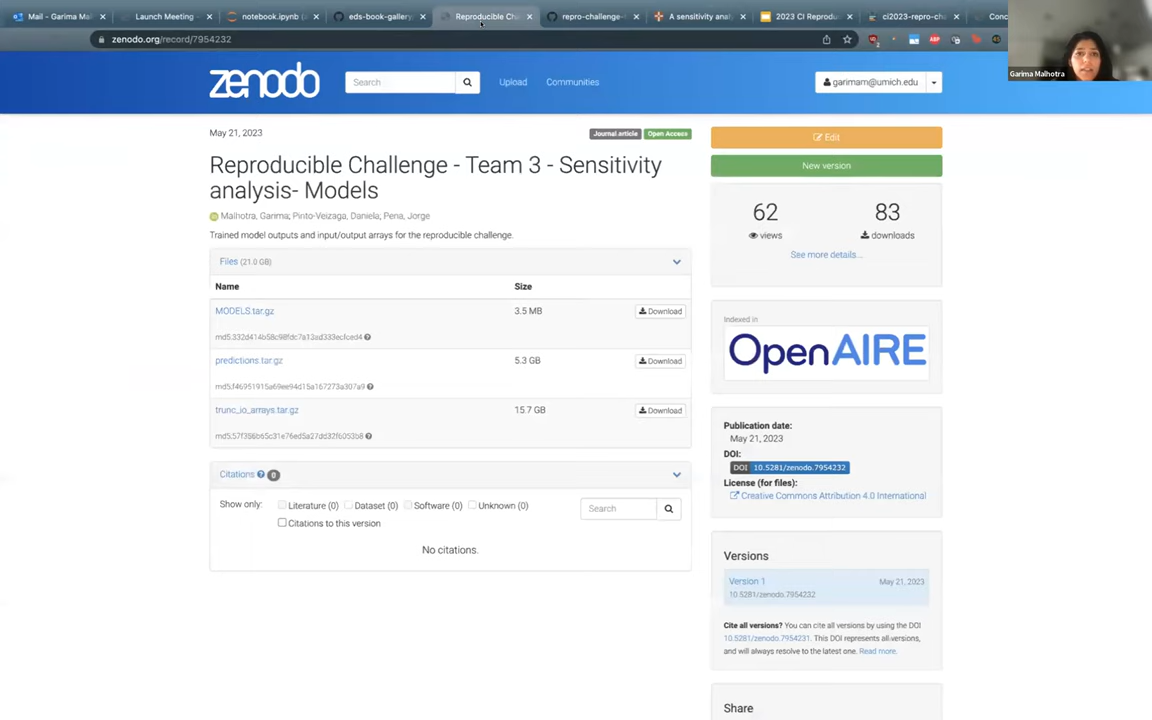 Mail - Garima Ma
Launch Meeting -
notebook.ipynb (a
eds-book-gallery
Reproducible Ch
repro-challenge-
A sensitivity anal
2023 CI Reprodu
ci2023-repro-cha
Conc
zenodo.org/record/7954232
Garima Malhotra
zenodo
Search
Upload
Communities
garimam@umich.edu
May 21, 2023
Journal article
Open Access
Reproducible Challenge - Team 3 - Sensitivity
analysis- Models
Malhotra, Garima; Pinto-Veizaga, Daniela; Pena, Jorge
Trained model outputs and input/output arrays for the reproducible challenge.
Files (21.0 GB)
Name Size
MODELS.tar.gz 3.5 MB Download
predictions.tar.gz 5.3 GB Download
trunc_io_arrays.tar.gz 15.7 GB Download
Citations 0
Show only: Literature (0) Dataset (0) Software (0) Unknown (0)
Search
Citations to this version
No citations.
Edit
New version
62 83
views downloads
See more details...
Indexed in
OpenAIRE
Publication date:
May 21, 2023
DOI:
DOI 10.5281/zenodo.7954232
License (for files):
Creative Commons Attribution 4.0 International
Versions
Version 1 May 21, 2023
10.5281/zenodo.7954232
Cite all versions? You can cite all versions by using the DOI
10.5281/zenodo.7954231. This DOI represents all versions,
and will always resolve to the latest one. Read more.
Share